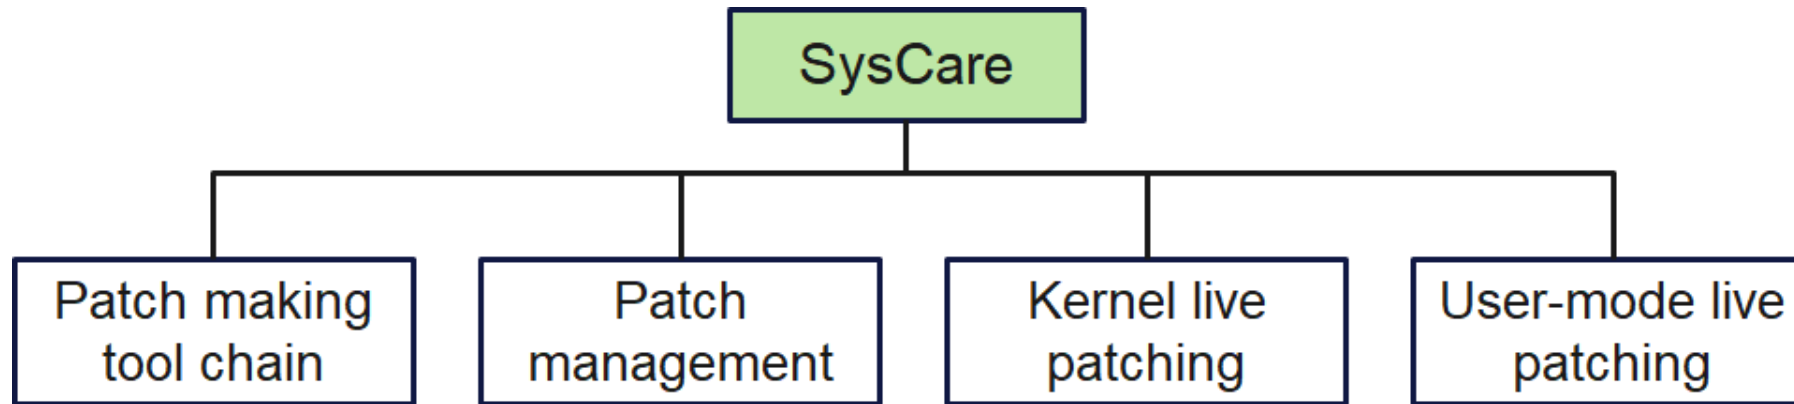 SysCare
Patch making
tool chain
Patch
management
Kernel live
patching
User-mode live
patching